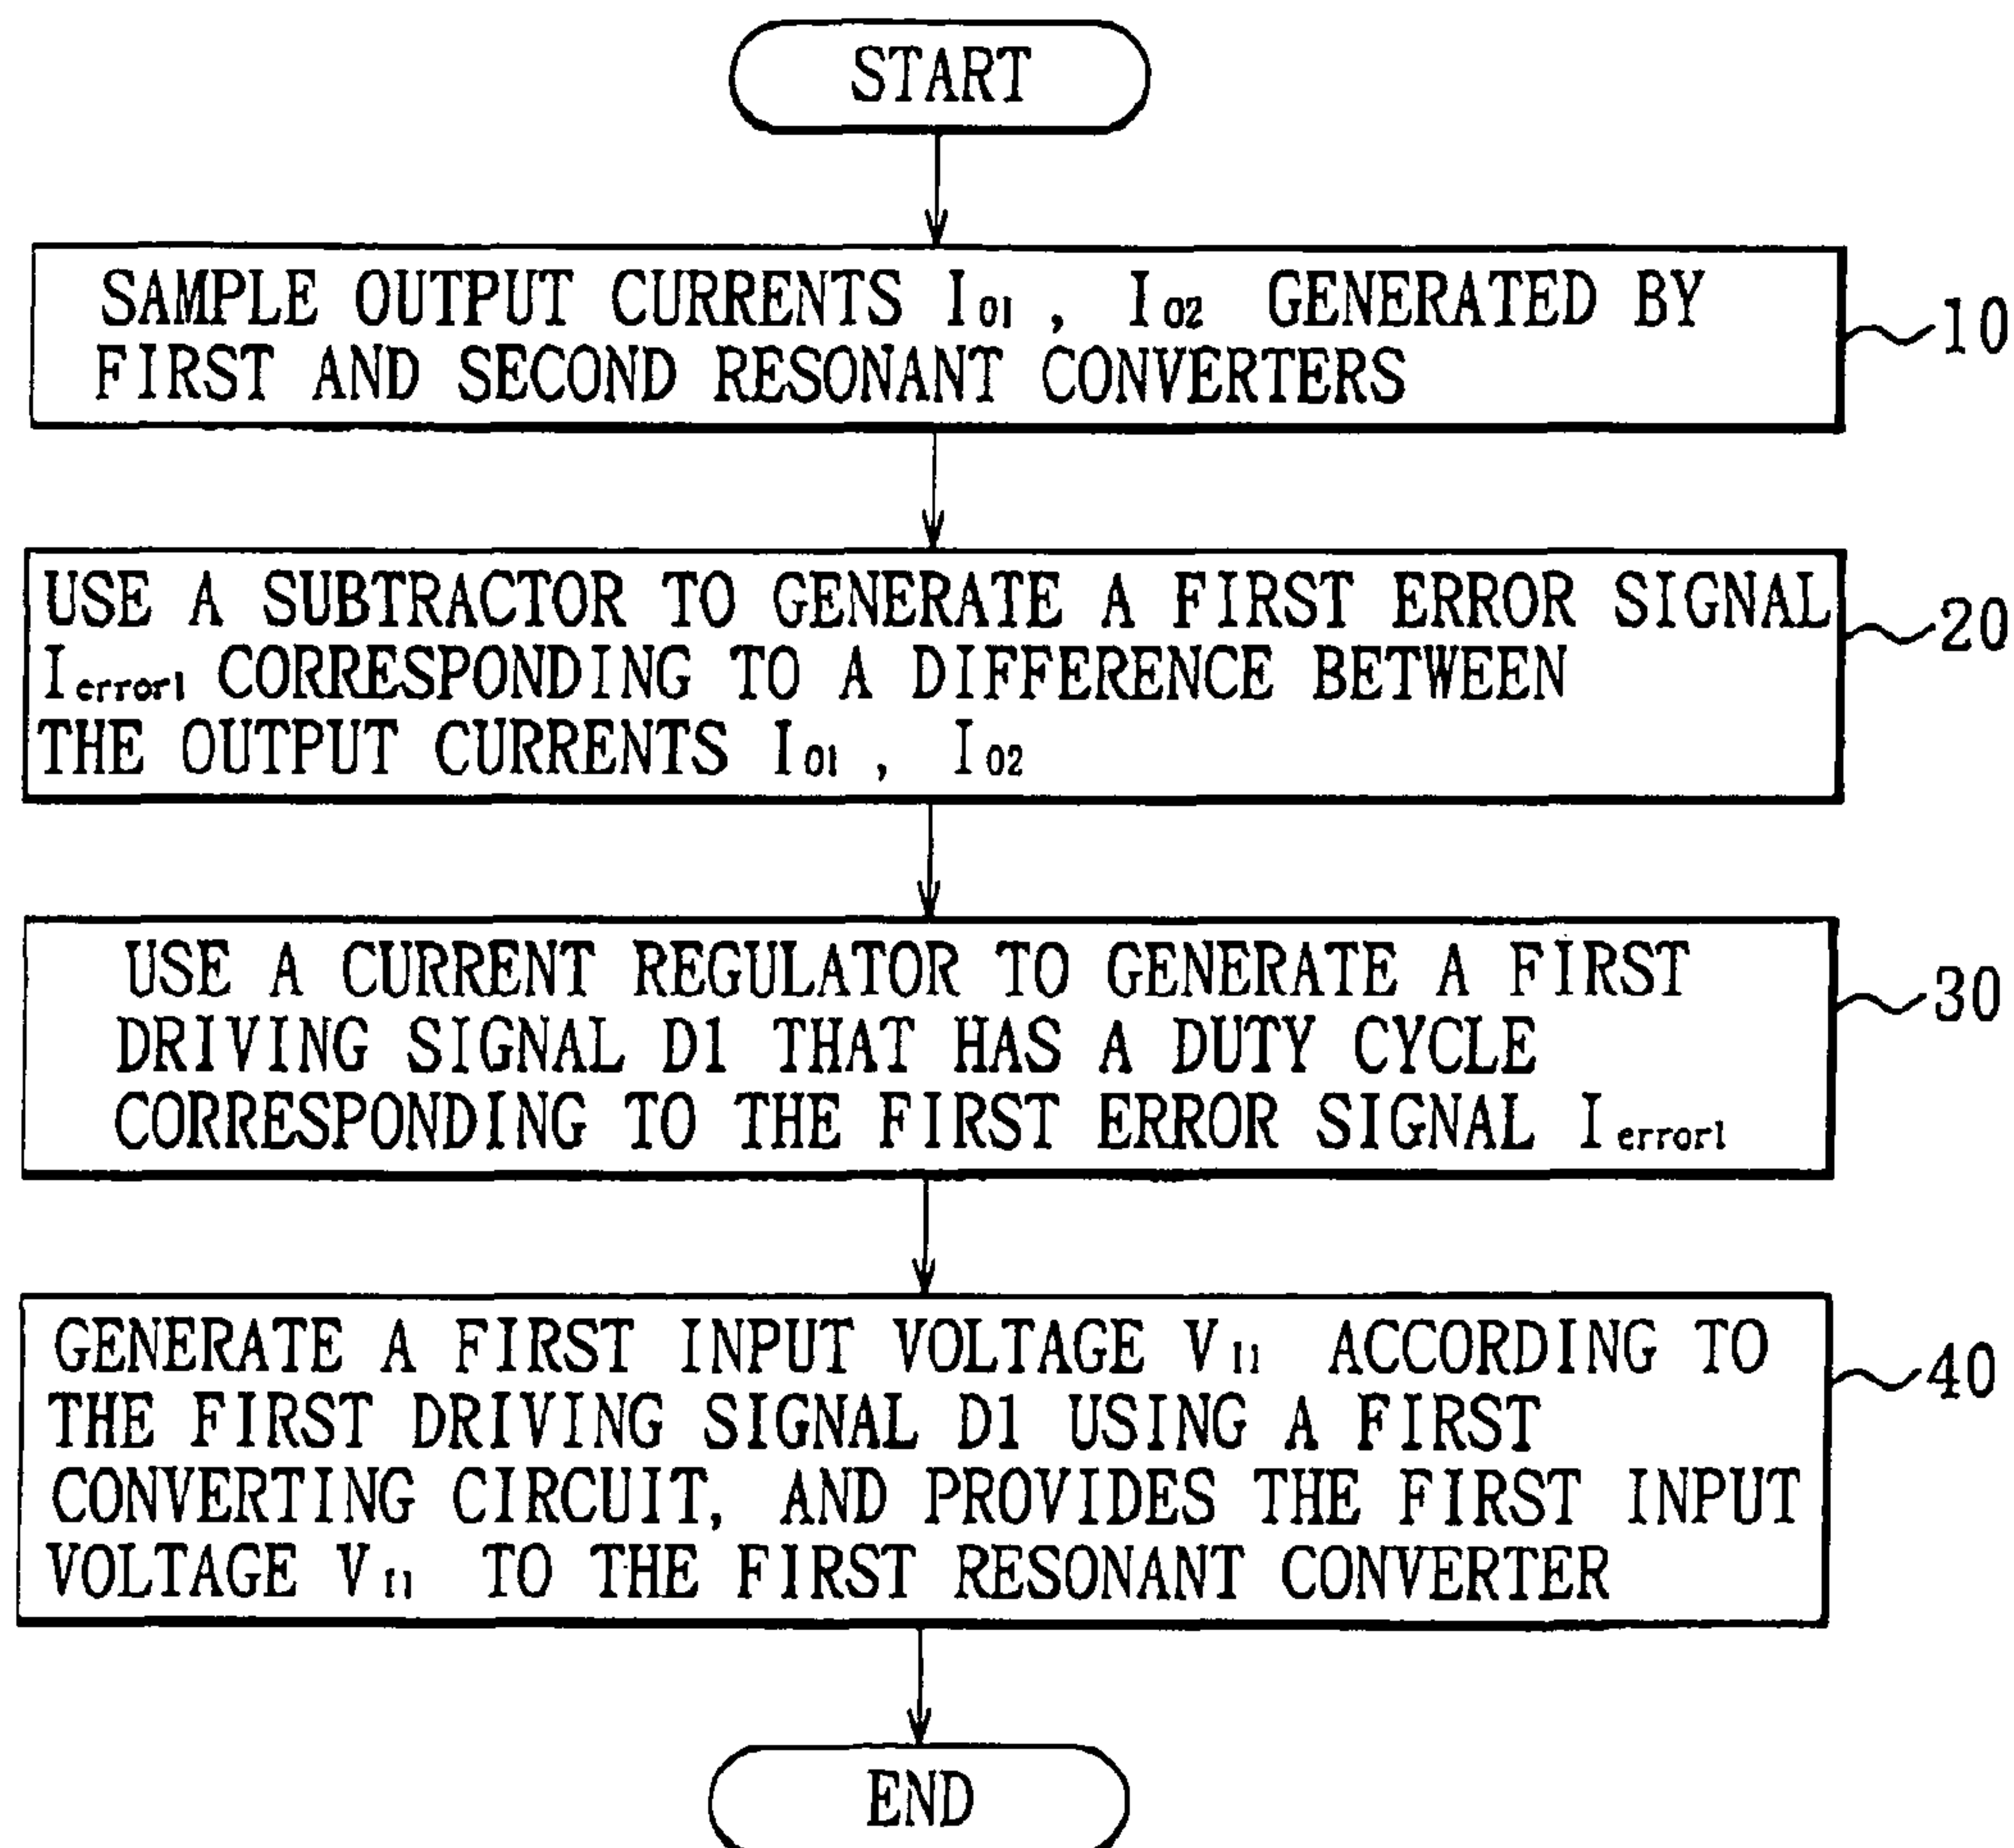 START
SAMPLE OUTPUT CURRENTS I01 , I02 GENERATED BY
FIRST AND SECOND RESONANT CONVERTERS
10
USE A SUBTRACTOR TO GENERATE A FIRST ERROR SIGNAL
Ierror1 CORRESPONDING TO A DIFFERENCE BETWEEN
THE OUTPUT CURRENTS I01 , I02
20
USE A CURRENT REGULATOR TO GENERATE A FIRST
DRIVING SIGNAL D1 THAT HAS A DUTY CYCLE
CORRESPONDING TO THE FIRST ERROR SIGNAL Ierror1
30
GENERATE A FIRST INPUT VOLTAGE VI1 ACCORDING TO
THE FIRST DRIVING SIGNAL D1 USING A FIRST
CONVERTING CIRCUIT, AND PROVIDES THE FIRST INPUT
VOLTAGE VI1 TO THE FIRST RESONANT CONVERTER
40
END